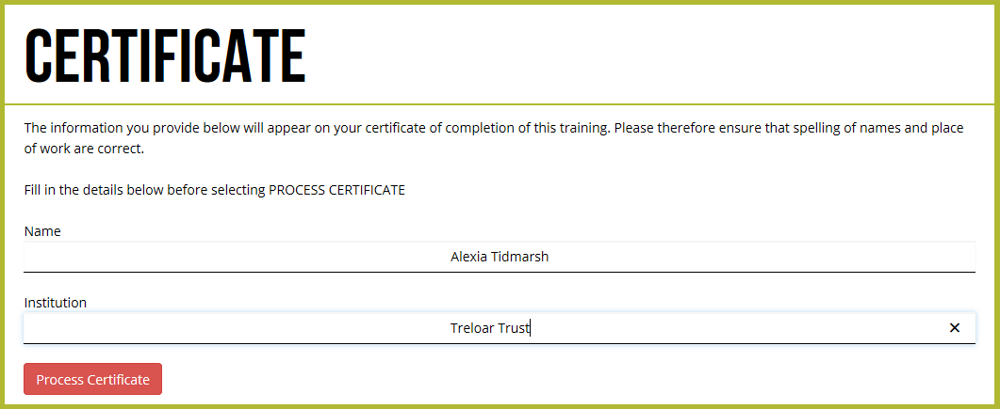 CERTIFICATE
The information you provide below will appear on your certificate of completion of this training. Please therefore ensure that spelling of names and place
of work are correct.
Fill in the details below before selecting PROCESS CERTIFICATE
Name
Alexia Tidmarsh
Institution
Treloar Trust
Process Certificate